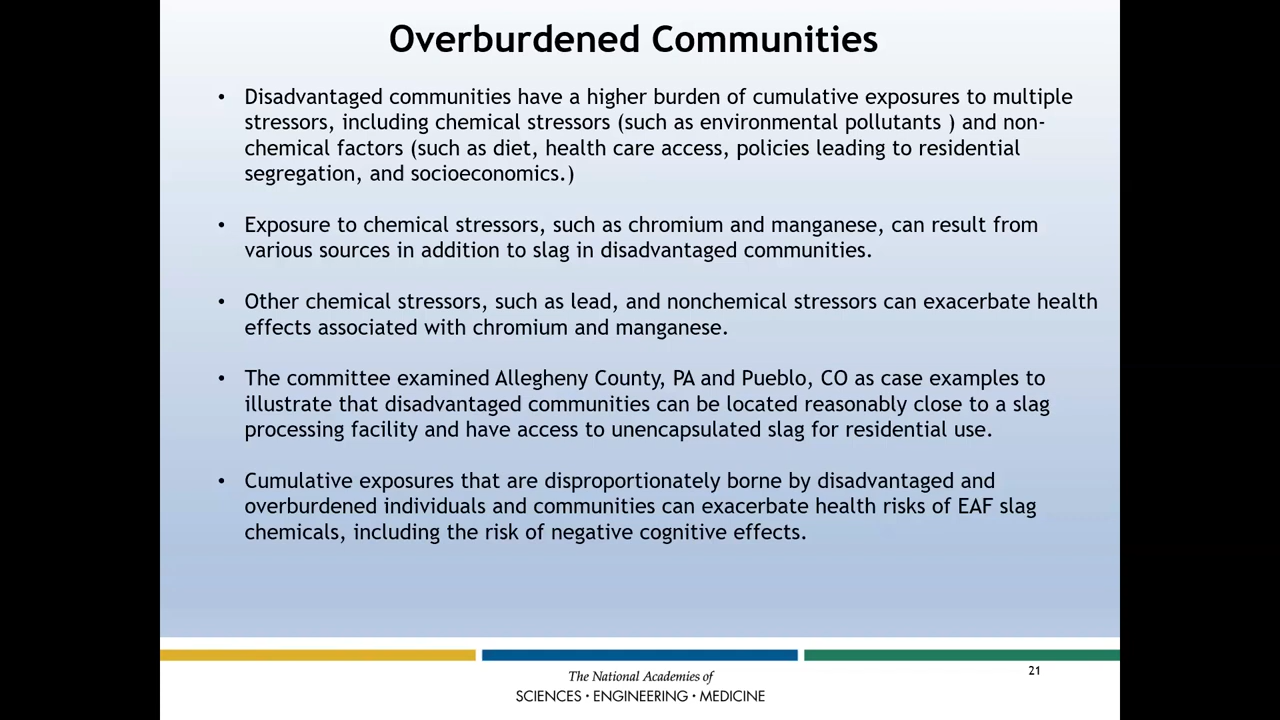 Overburdened Communities
• Disadvantaged communities have a higher burden of cumulative exposures to multiple
stressors, including chemical stressors (such as environmental pollutants ) and non-
chemical factors (such as diet, health care access, policies leading to residential
segregation, and socioeconomics.)
• Exposure to chemical stressors, such as chromium and manganese, can result from
various sources in addition to slag in disadvantaged communities.
• Other chemical stressors, such as lead, and nonchemical stressors can exacerbate health
effects associated with chromium and manganese.
• The committee examined Allegheny County, PA and Pueblo, CO as case examples to
illustrate that disadvantaged communities can be located reasonably close to a slag
processing facility and have access to unencapsulated slag for residential use.
• Cumulative exposures that are disproportionately borne by disadvantaged and
overburdened individuals and communities can exacerbate health risks of EAF slag
chemicals, including the risk of negative cognitive effects.
The National Academies of
SCIENCES · ENGINEERING · MEDICINE
21